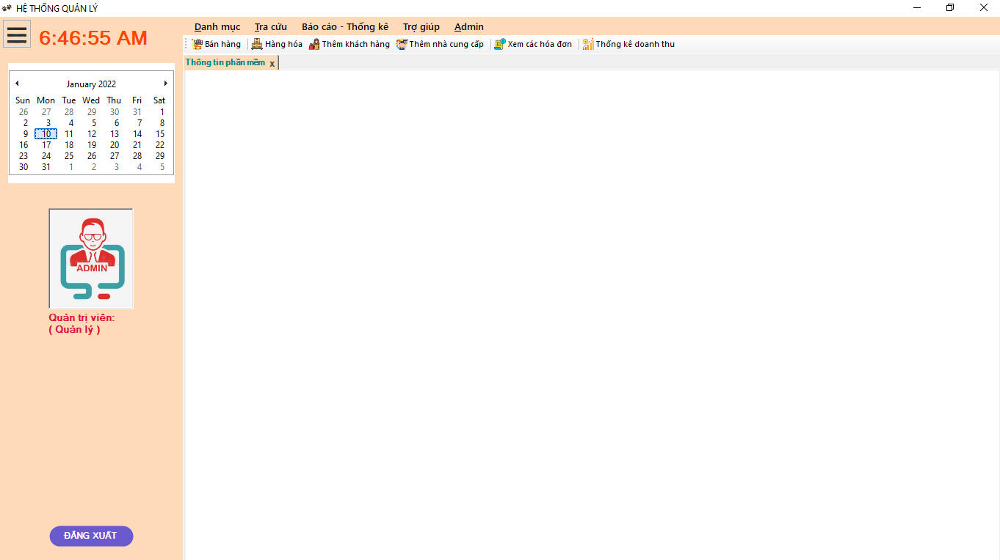 HỆ THỐNG QUẢN LÝ
6:46:55 AM
Danh mục Tra cứu Báo cáo - Thống kê Trợ giúp Admin
Bán hàng Hàng hóa Thêm khách hàng Thêm nhà cung cấp Xem các hóa đơn Thống kê doanh thu
Thông tin phần mềm x
January 2022
Sun Mon Tue Wed Thu Fri Sat
26 27 28 29 30 31 1
2 3 4 5 6 7 8
9 10 11 12 13 14 15
16 17 18 19 20 21 22
23 24 25 26 27 28 29
30 31 1 2 3 4 5
ADMIN
Quản trị viên:
( Quản lý )
ĐĂNG XUẤT